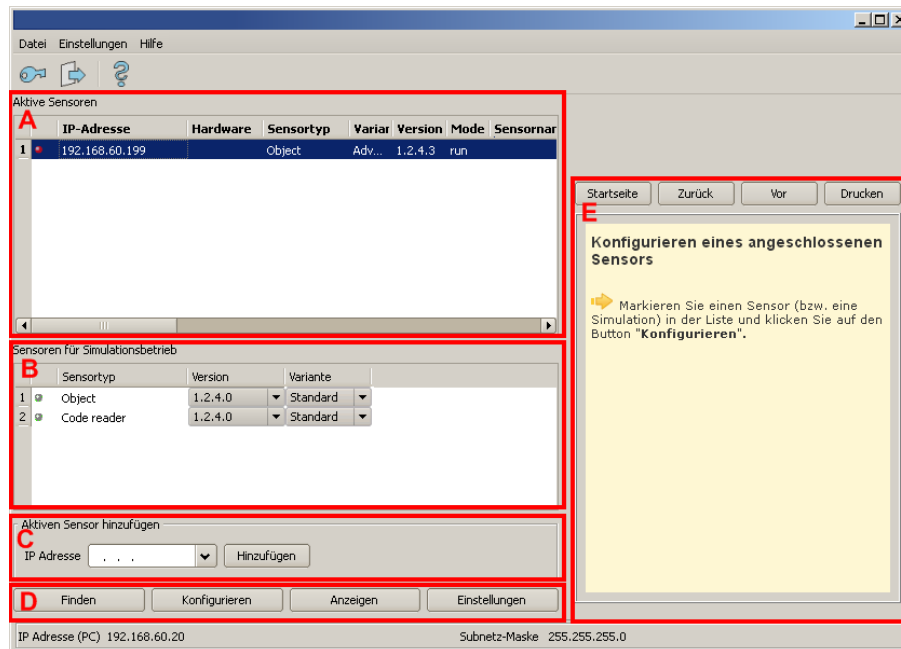 Datei Einstellungen Hilfe
Aktive Sensoren
A
IP-Adresse Hardware Sensortyp Variar Version Mode Sensornar
1 192.168.60.199 Object Adv... 1.2.4.3 run
Startseite Zurück Vor Drucken
E
Konfigurieren eines angeschlossenen
Sensors
Markieren Sie einen Sensor (bzw. eine
Simulation) in der Liste und klicken Sie auf den
Button "Konfigurieren".
Sensoren für Simulationsbetrieb
B
Sensortyp Version Variante
1 Object 1.2.4.0 Standard
2 Code reader 1.2.4.0 Standard
Aktiven Sensor hinzufügen
C
IP Adresse . . . Hinzufügen
D
Finden Konfigurieren Anzeigen Einstellungen
IP Adresse (PC) 192.168.60.20 Subnetz-Maske 255.255.255.0